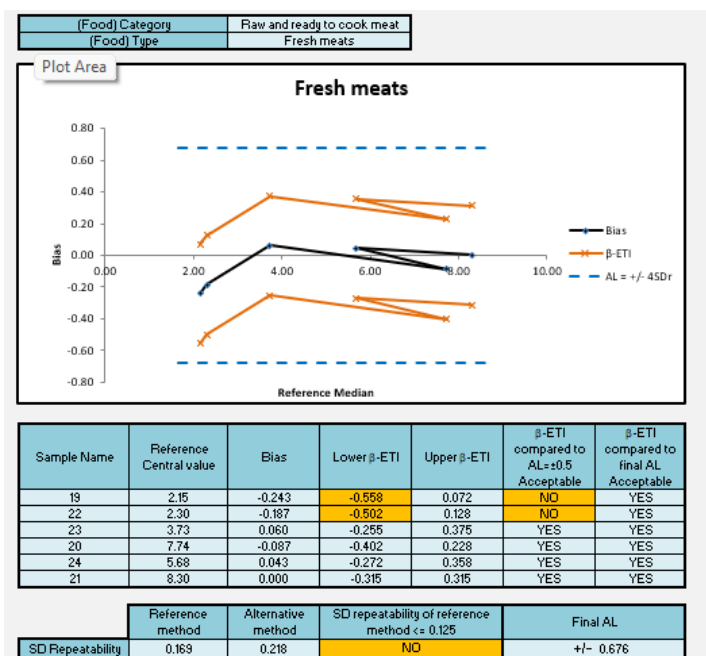 (Food) Category Raw and ready to cook meat
(Food) Type Fresh meats
Plot Area
Fresh meats
0.80
0.60
0.40
0.20
0.00
-0.20
-0.40
-0.60
-0.80
Bias
0.00 2.00 4.00 6.00 8.00 10.00
Reference Median
Bias
β-ETI
AL = +/- 4SDr
Sample Name Reference Central value Bias Lower β-ETI Upper β-ETI β-ETI compared to AL=±0.5 Acceptable β-ETI compared to final AL Acceptable
19 2.15 -0.243 -0.558 0.072 NO YES
22 2.30 -0.187 -0.502 0.128 NO YES
23 3.73 0.060 -0.255 0.375 YES YES
20 7.74 -0.087 -0.402 0.228 YES YES
24 5.68 0.043 -0.272 0.358 YES YES
21 8.30 0.000 -0.315 0.315 YES YES
Reference method Alternative method SD repeatability of reference method <= 0.125 Final AL
SD Repeatability 0.169 0.218 NO +/- 0.676